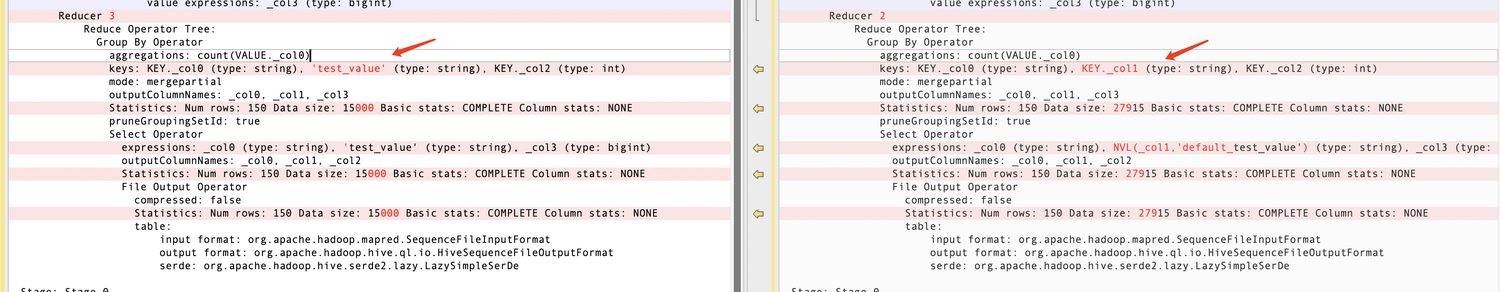 value expressions: _col3 (type: bigint)
Reducer 3
Reduce Operator Tree:
Group By Operator
aggregations: count(VALUE._col0)
keys: KEY._col0 (type: string), 'test_value' (type: string), KEY._col2 (type: int)
mode: mergepartial
outputColumnNames: _col0, _col1, _col3
Statistics: Num rows: 150 Data size: 15000 Basic stats: COMPLETE Column stats: NONE
pruneGroupingSetId: true
Select Operator
expressions: _col0 (type: string), 'test_value' (type: string), _col3 (type: bigint)
outputColumnNames: _col0, _col1, _col2
Statistics: Num rows: 150 Data size: 15000 Basic stats: COMPLETE Column stats: NONE
File Output Operator
compressed: false
Statistics: Num rows: 150 Data size: 15000 Basic stats: COMPLETE Column stats: NONE
table:
input format: org.apache.hadoop.mapred.SequenceFileInputFormat
output format: org.apache.hadoop.hive.ql.io.HiveSequenceFileOutputFormat
serde: org.apache.hadoop.hive.serde2.lazy.LazySimpleSerDe
Stage: Stage-0
value expressions: _col3 (type: bigint)
Reducer 2
Reduce Operator Tree:
Group By Operator
aggregations: count(VALUE._col0)
keys: KEY._col0 (type: string), KEY._col1 (type: string), KEY._col2 (type: int)
mode: mergepartial
outputColumnNames: _col0, _col1, _col3
Statistics: Num rows: 150 Data size: 27915 Basic stats: COMPLETE Column stats: NONE
pruneGroupingSetId: true
Select Operator
expressions: _col0 (type: string), NVL(_col1,'default_test_value') (type: string), _col3 (type:
outputColumnNames: _col0, _col1, _col2
Statistics: Num rows: 150 Data size: 27915 Basic stats: COMPLETE Column stats: NONE
File Output Operator
compressed: false
Statistics: Num rows: 150 Data size: 27915 Basic stats: COMPLETE Column stats: NONE
table:
input format: org.apache.hadoop.mapred.SequenceFileInputFormat
output format: org.apache.hadoop.hive.ql.io.HiveSequenceFileOutputFormat
serde: org.apache.hadoop.hive.serde2.lazy.LazySimpleSerDe
Stage: Stage-0